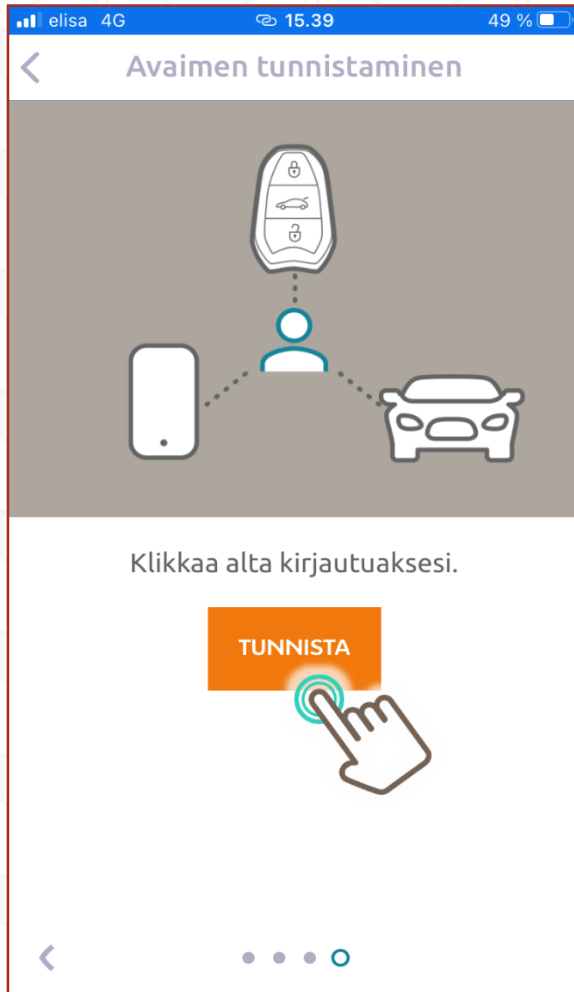 elisa 4G 15.39 49 %
Avaimen tunnistaminen
Klikkaa alta kirjautuaksesi.
TUNNISTA